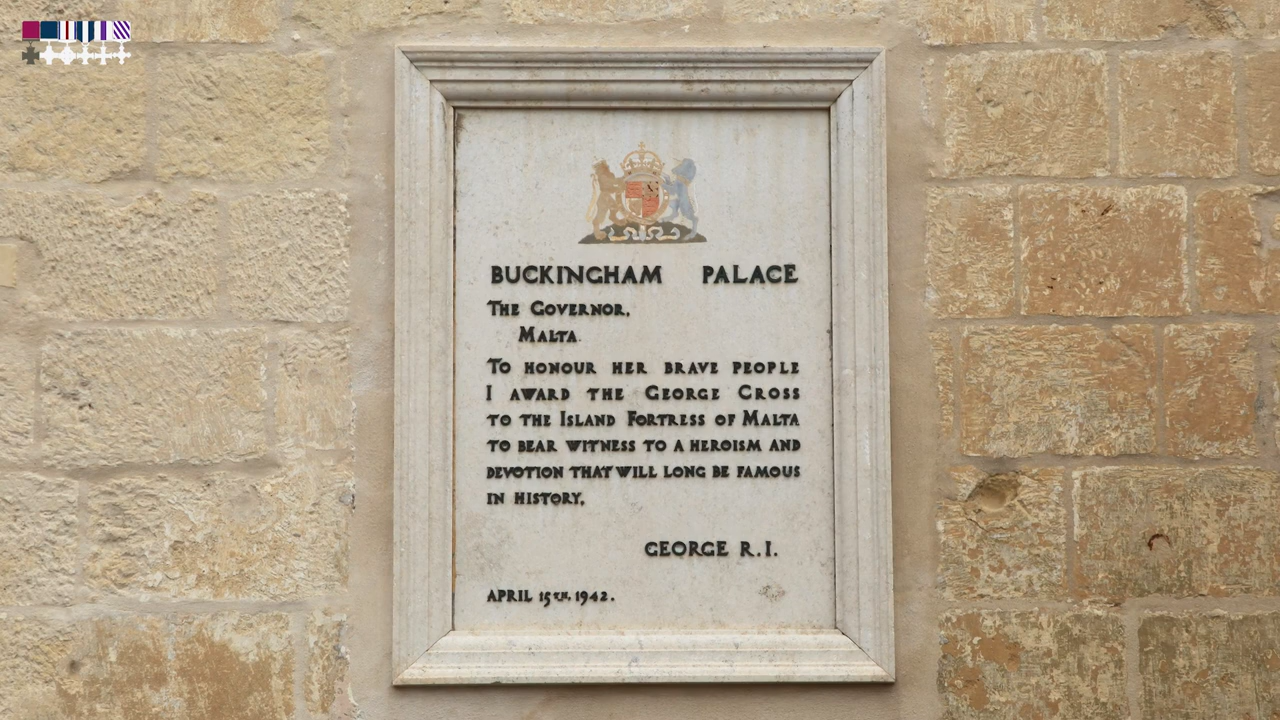 BUCKINGHAM PALACE
THE GOVERNOR,
MALTA.
TO HONOUR HER BRAVE PEOPLE
I AWARD THE GEORGE CROSS
TO THE ISLAND FORTRESS OF MALTA
TO BEAR WITNESS TO A HEROISM AND
DEVOTION THAT WILL LONG BE FAMOUS
IN HISTORY,
GEORGE R.I.
APRIL 15TH. 1942.